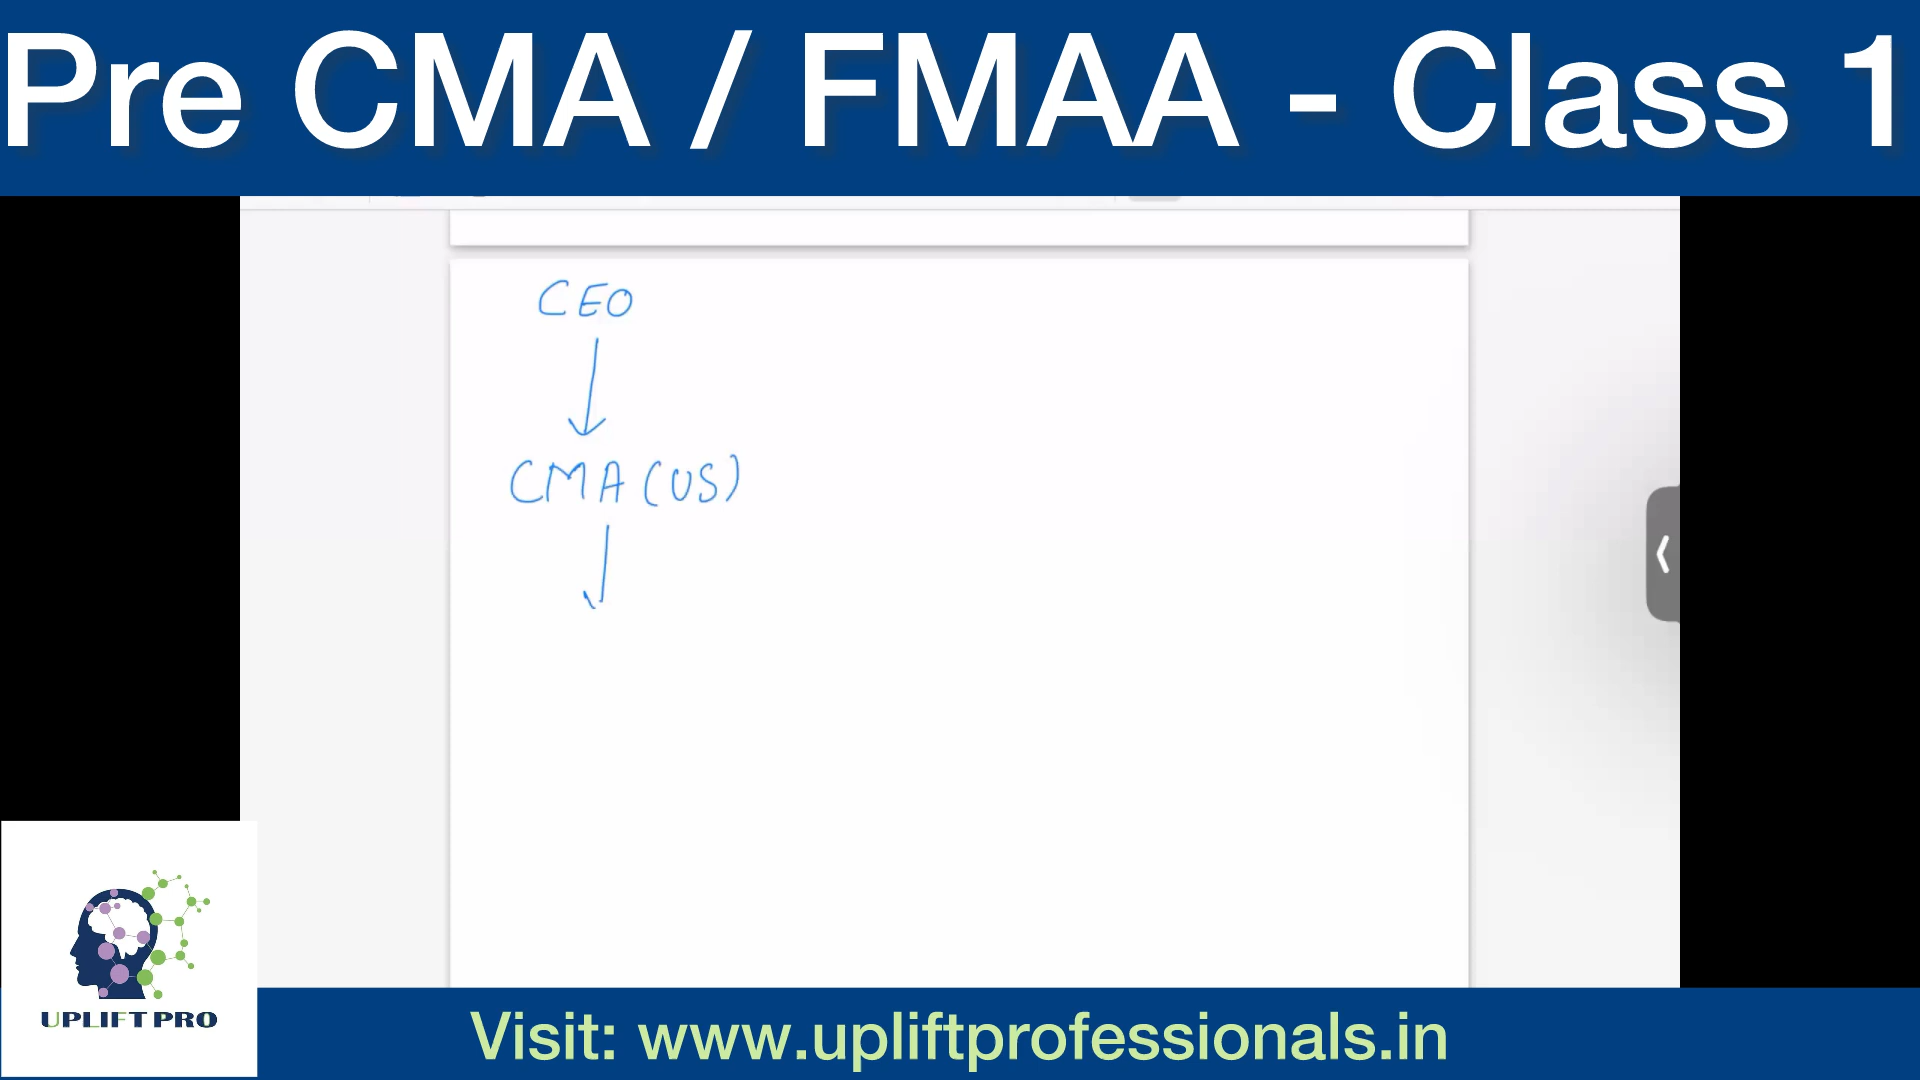 Pre CMA / FMAA - Class 1
CEO
CMA (US)
UPLIFT PRO
Visit: www.upliftprofessionals.in